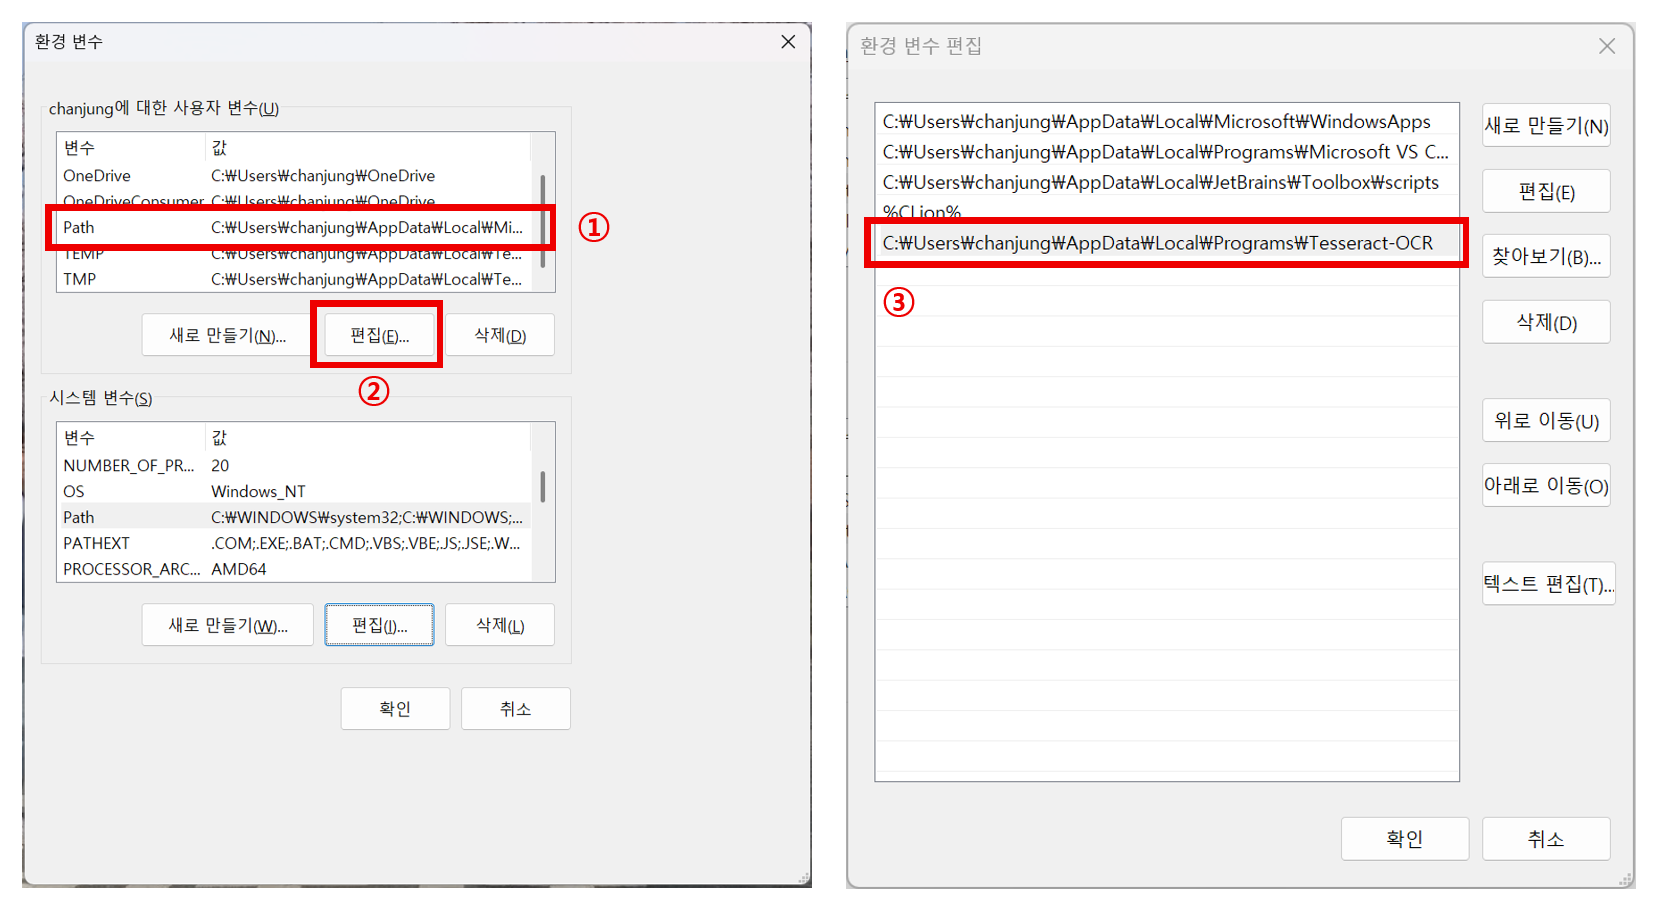 환경 변수
chanjung에 대한 사용자 변수(U)
변수 값
OneDrive C:₩Users₩chanjung₩OneDrive
OneDriveConsumer C:₩Users₩chanjung₩OneDrive
Path C:₩Users₩chanjung₩AppData₩Local₩Mi...
①
TEMP C:₩Users₩chanjung₩AppData₩Local₩Te...
TMP C:₩Users₩chanjung₩AppData₩Local₩Te...
새로 만들기(N)... 편집(E)... 삭제(D)
②
시스템 변수(S)
변수 값
NUMBER_OF_PR... 20
OS Windows_NT
Path C:₩WINDOWS₩system32;C:₩WINDOWS;...
PATHEXT .COM;.EXE;.BAT;.CMD;.VBS;.VBE;.JS;.JSE;.W...
PROCESSOR_ARC... AMD64
새로 만들기(W)... 편집(I)... 삭제(L)
확인 취소
환경 변수 편집
C:₩Users₩chanjung₩AppData₩Local₩Microsoft₩WindowsApps
C:₩Users₩chanjung₩AppData₩Local₩Programs₩Microsoft VS C...
C:₩Users₩chanjung₩AppData₩Local₩JetBrains₩Toolbox₩scripts
%CLion%
C:₩Users₩chanjung₩AppData₩Local₩Programs₩Tesseract-OCR
③
새로 만들기(N)
편집(E)
찾아보기(B)...
삭제(D)
위로 이동(U)
아래로 이동(O)
텍스트 편집(T)...
확인 취소